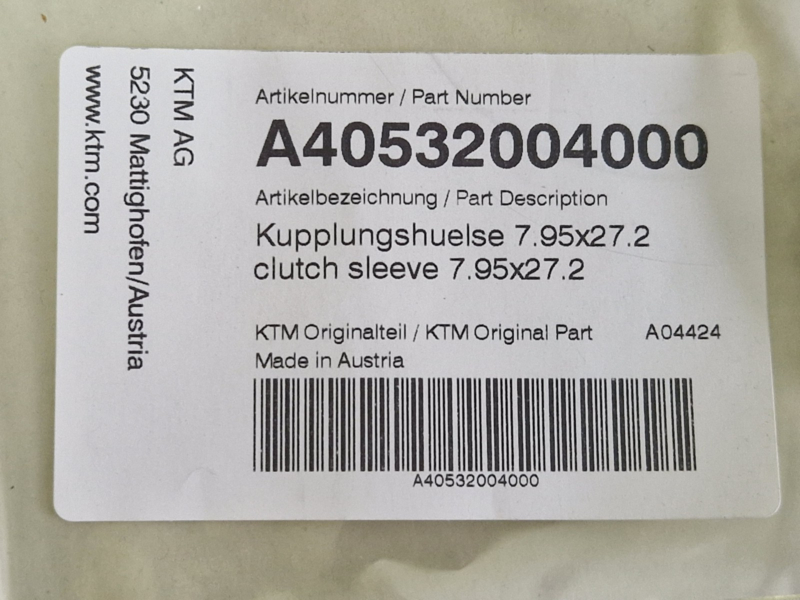 KTM AG
5230 Mattighofen/Austria
www.ktm.com
Artikelnummer / Part Number
A40532004000
Artikelbezeichnung / Part Description
Kupplungshuelse 7.95x27.2
clutch sleeve 7.95x27.2
KTM Originalteil / KTM Original Part A04424
Made in Austria
A40532004000